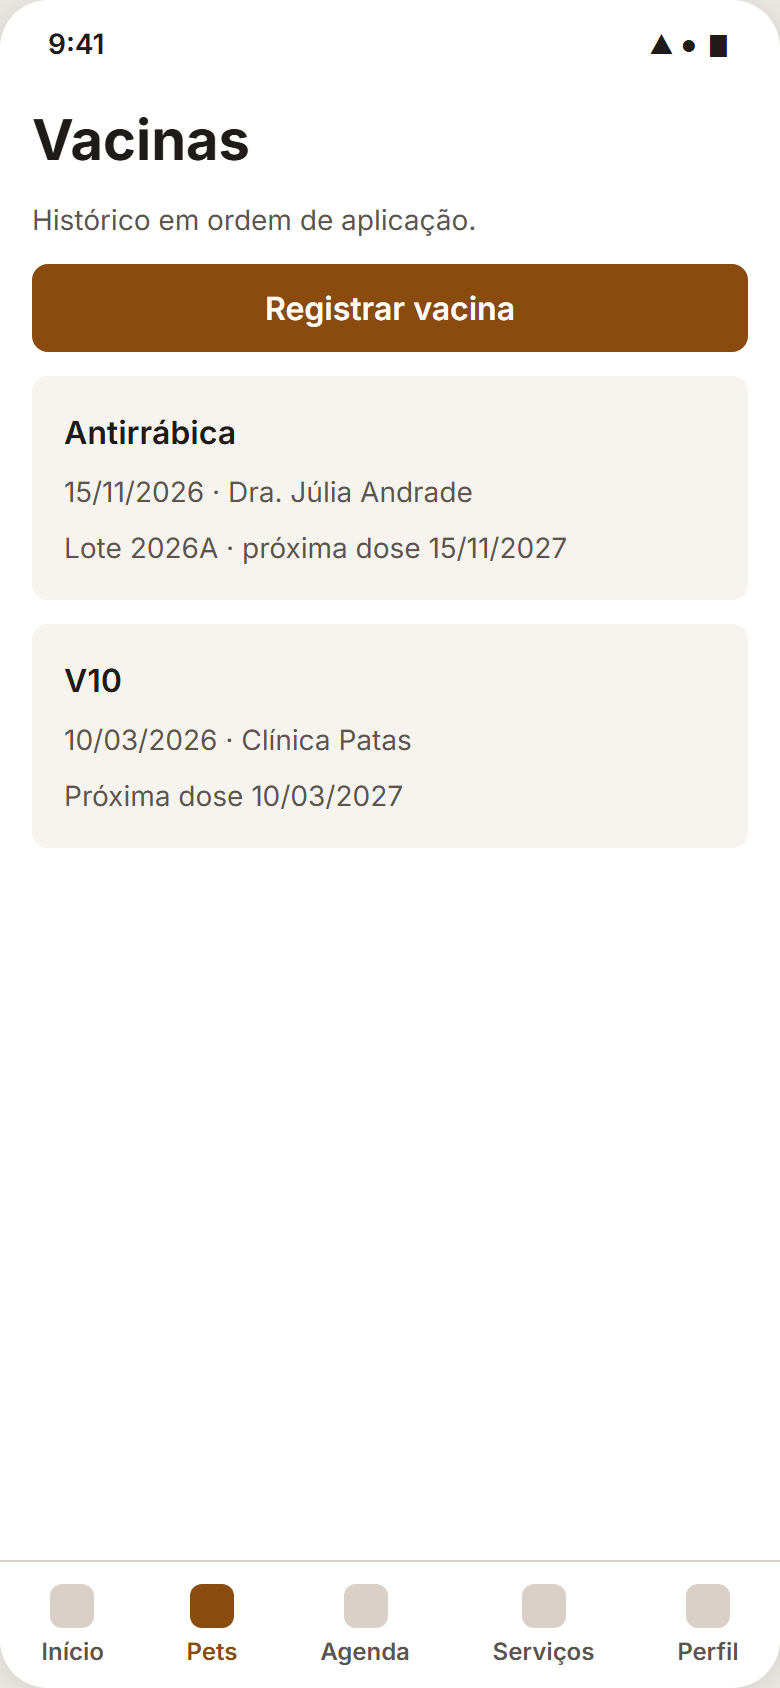 9:41
Vacinas
Histórico em ordem de aplicação.
Registrar vacina
Antirrábica
15/11/2026 · Dra. Júlia Andrade
Lote 2026A · próxima dose 15/11/2027
V10
10/03/2026 · Clínica Patas
Próxima dose 10/03/2027
Início Pets Agenda Serviços Perfil